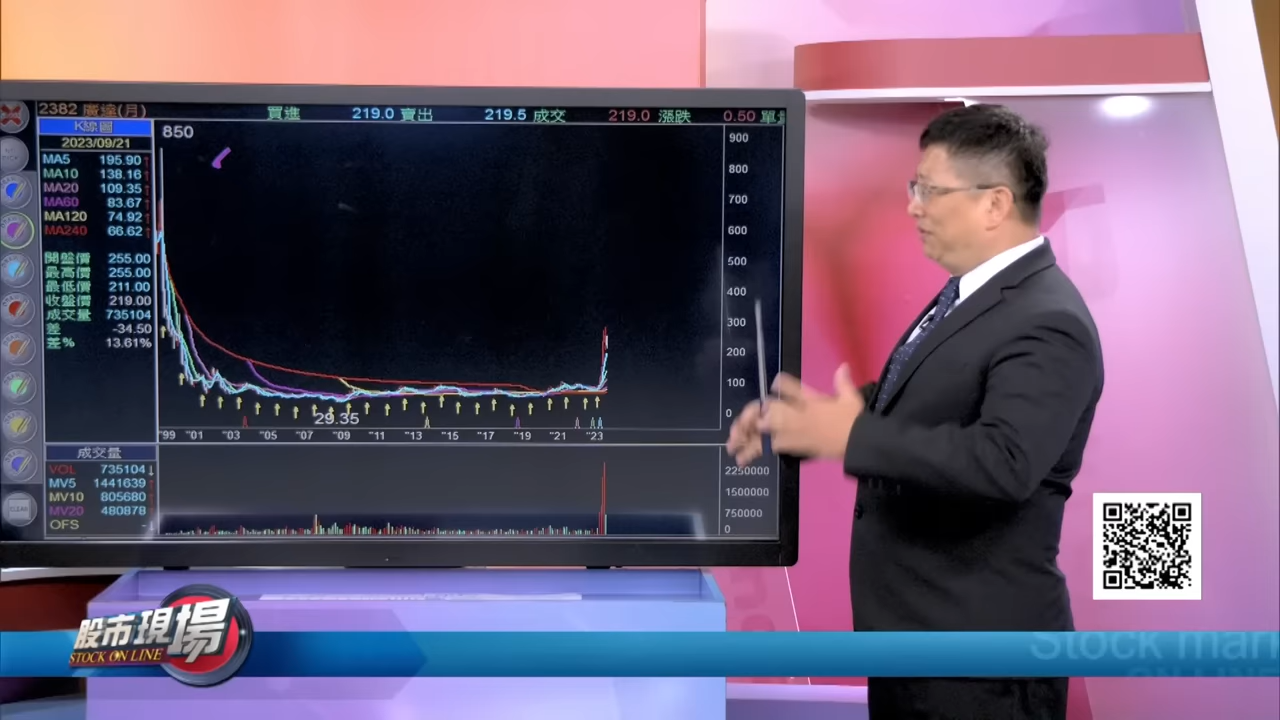 2382 廣達(月) 買進 219.0 賣出 219.5 成交 219.0 漲跌 0.50 單
K線圖
2023/09/21
MA5 195.90↑
MA10 138.16↑
MA20 109.35↑
MA60 83.67↑
MA120 74.92↑
MA240 66.62↑
開盤價 255.00
最高價 255.00
最低價 211.00
收盤價 219.00
成交量 735104
差 -34.50
差% 13.61%
850
900
800
700
600
500
400
300
200
100
0
29.35
"99 "01 "03 "05 "07 "09 "11 "13 "15 "17 "19 "21 "23
成交量
VOL 735104↓
MV5 1441639↑
MV10 805680↑
MV20 480878↑
OFS -
2250000
1500000
750000
0
CLEAR
股市現場
STOCK ON LINE
Stock mari
ON LINE